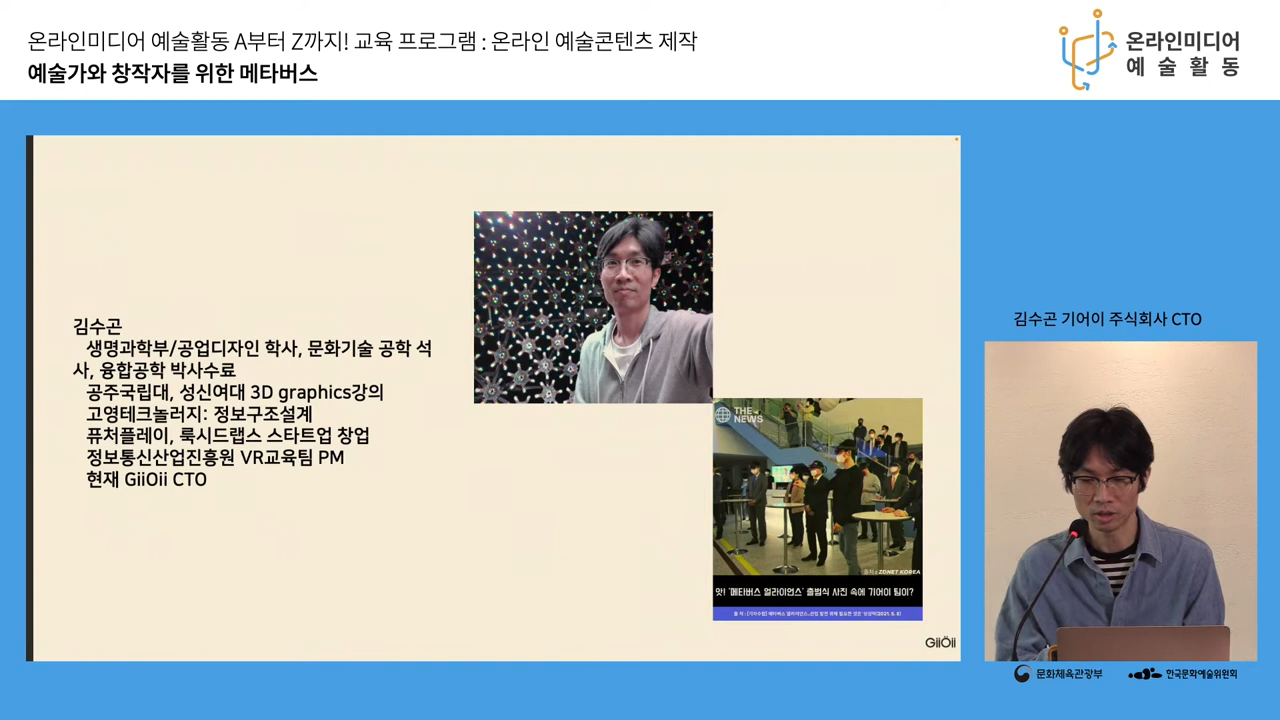 온라인미디어 예술활동 A부터 Z까지! 교육 프로그램 : 온라인 예술콘텐츠 제작
예술가와 창작자를 위한 메타버스
온라인미디어
예술활동
김수곤
생명과학부/공업디자인 학사, 문화기술 공학 석
사, 융합공학 박사수료
공주국립대, 성신여대 3D graphics강의
고영테크놀러지: 정보구조설계
퓨처플레이, 룩시드랩스 스타트업 창업
정보통신산업진흥원 VR교육팀 PM
현재 GiiOii CTO
THE
NEWS
출처 : ZDNET KOREA
앗! '메타버스 얼라이언스' 출범식 사진 속에 기어이 팀이?
GiiÖii
김수곤 기어이 주식회사 CTO
문화체육관광부
한국문화예술위원회